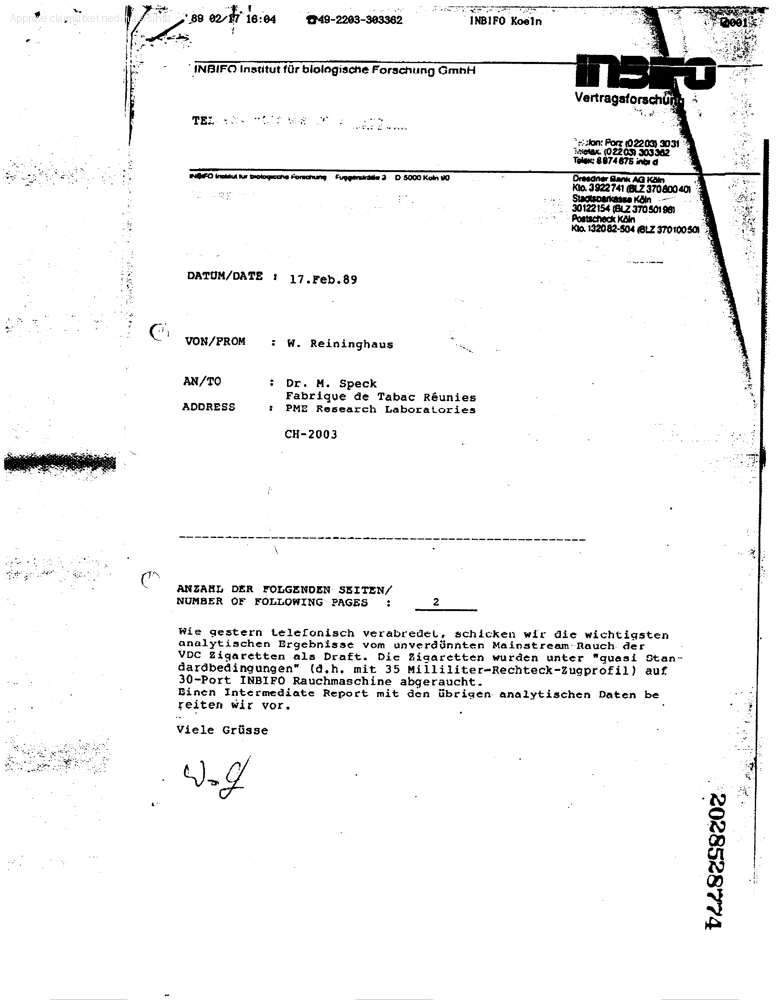 '89 02/17 16:04 ☎49-2203-303362 INBIFO Koeln 001
INBIFO Institut für biologische Forschung GmbH
INBIFO
Vertragsforschung
TEL
Telefon: Porz (02203) 3031
Telefax: (02203) 303362
Telex: 8874675 inbi d
INBIFO Institut für biologische Forschung Fuggerstraße 3 D 5000 Köln 90
Dresdner Bank AG Köln
Kto. 3922741 (BLZ 37080040)
Stadtsparkasse Köln
30122154 (BLZ 37050198)
Postscheck Köln
Kto. 132082-504 (BLZ 37010050)
DATUM/DATE : 17.Feb.89
VON/FROM : W. Reininghaus
AN/TO : Dr. M. Speck
Fabrique de Tabac Réunies
ADDRESS : PME Research Laboratories
CH-2003
ANZAHL DER FOLGENDEN SEITEN/
NUMBER OF FOLLOWING PAGES : 2
Wie gestern telefonisch verabredet, schicken wir die wichtigsten
analytischen Ergebnisse vom unverdünnten Mainstream Rauch der
VDC Zigaretten als Draft. Die Zigaretten wurden unter "quasi Stan-
dardbedingungen" (d.h. mit 35 Milliliter-Rechteck-Zugprofil) auf
30-Port INBIFO Rauchmaschine abgeraucht.
Einen Intermediate Report mit den übrigen analytischen Daten be
reiten wir vor.
Viele Grüsse
2028528774